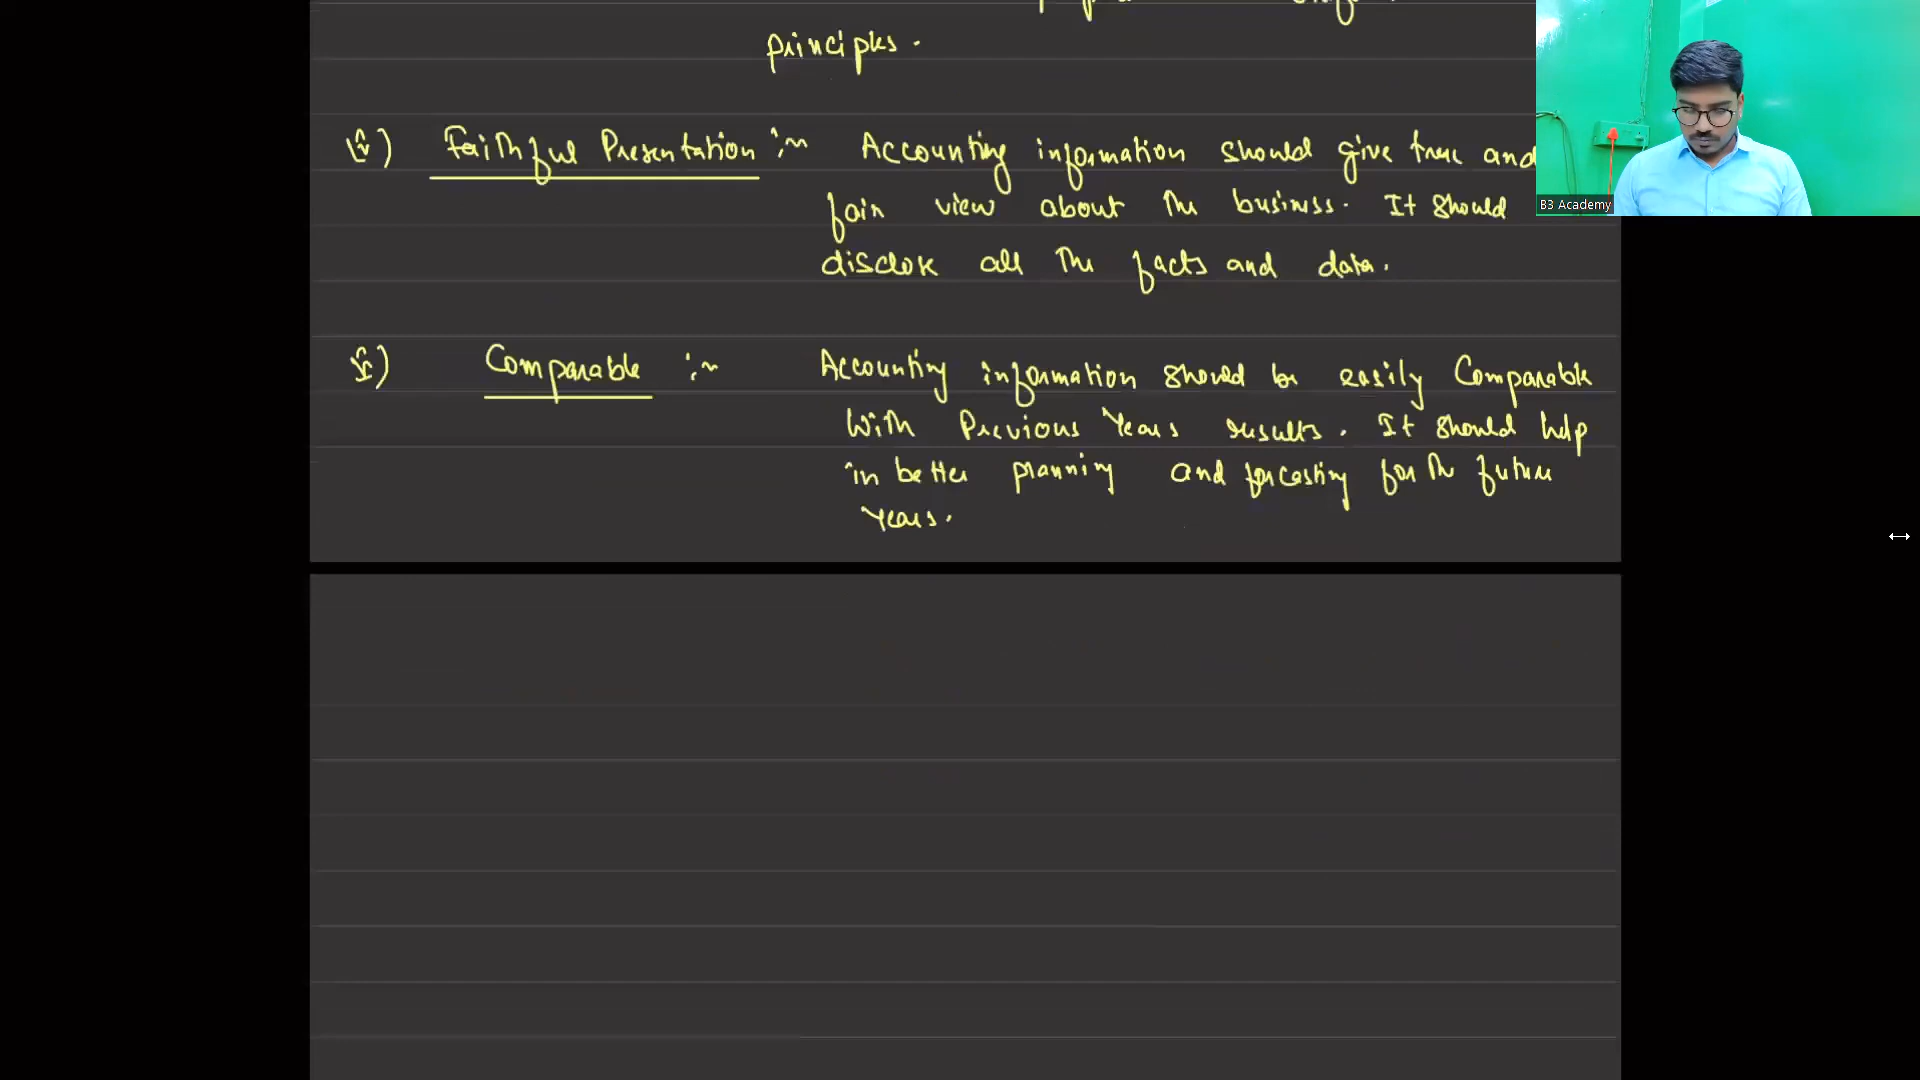 principles.
v) Faithful Presentation :~ Accounting information should give true and
fair view about the business. It should
disclose all the facts and data.
vi) Comparable :~ Accounting information should be easily Comparable
With Previous Years results. It should help
in better planning and forcasting for the future
Years.
B3 Academy